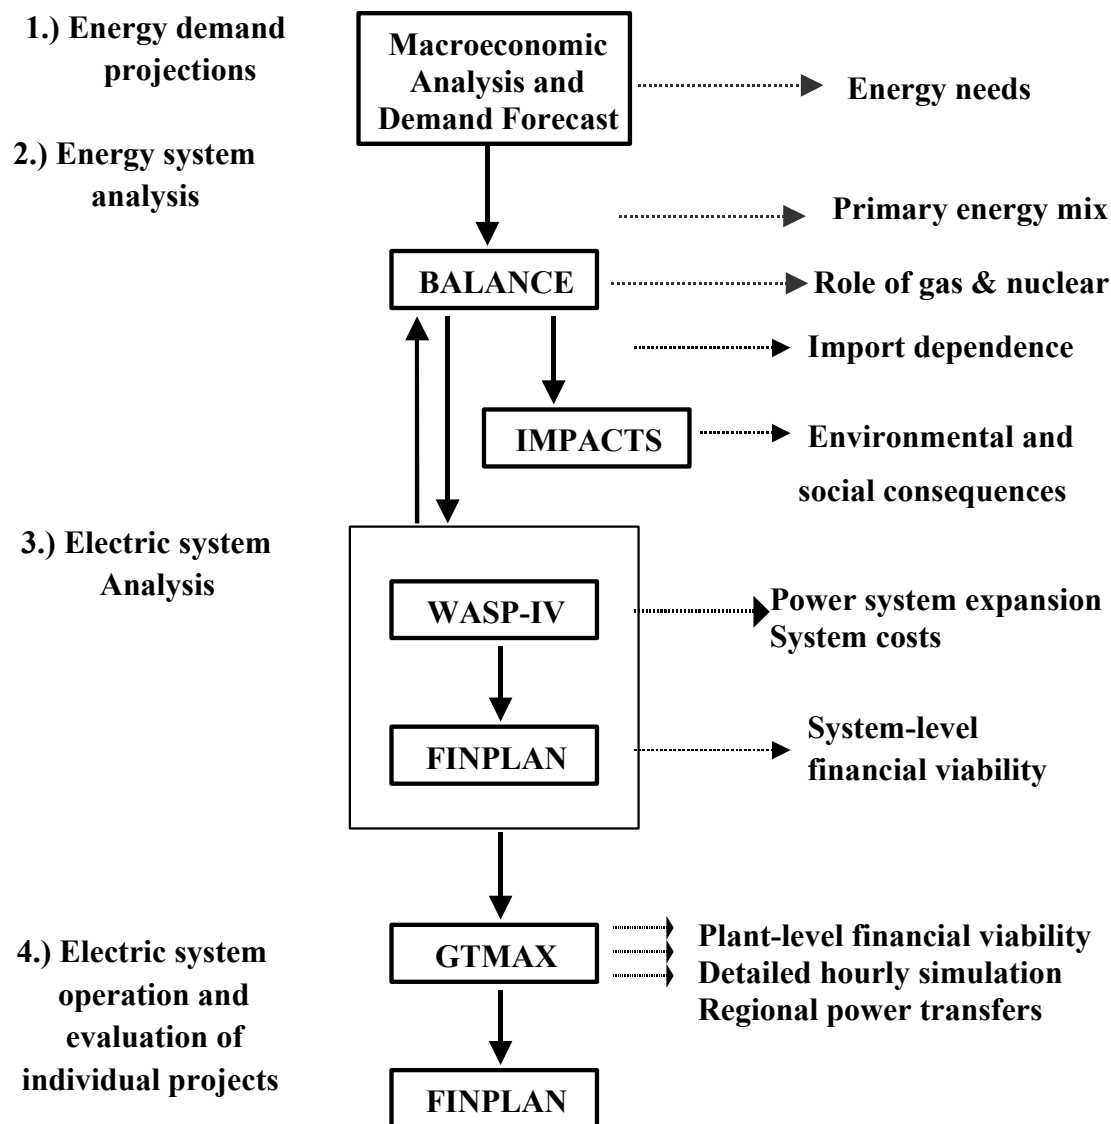 1.) Energy demand
projections
Macroeconomic
Analysis and
Demand Forecast
Energy needs
2.) Energy system
analysis
Primary energy mix
BALANCE
Role of gas & nuclear
Import dependence
IMPACTS
Environmental and
social consequences
3.) Electric system
Analysis
WASP-IV
Power system expansion
System costs
FINPLAN
System-level
financial viability
4.) Electric system
operation and
evaluation of
individual projects
GTMAX
Plant-level financial viability
Detailed hourly simulation
Regional power transfers
FINPLAN